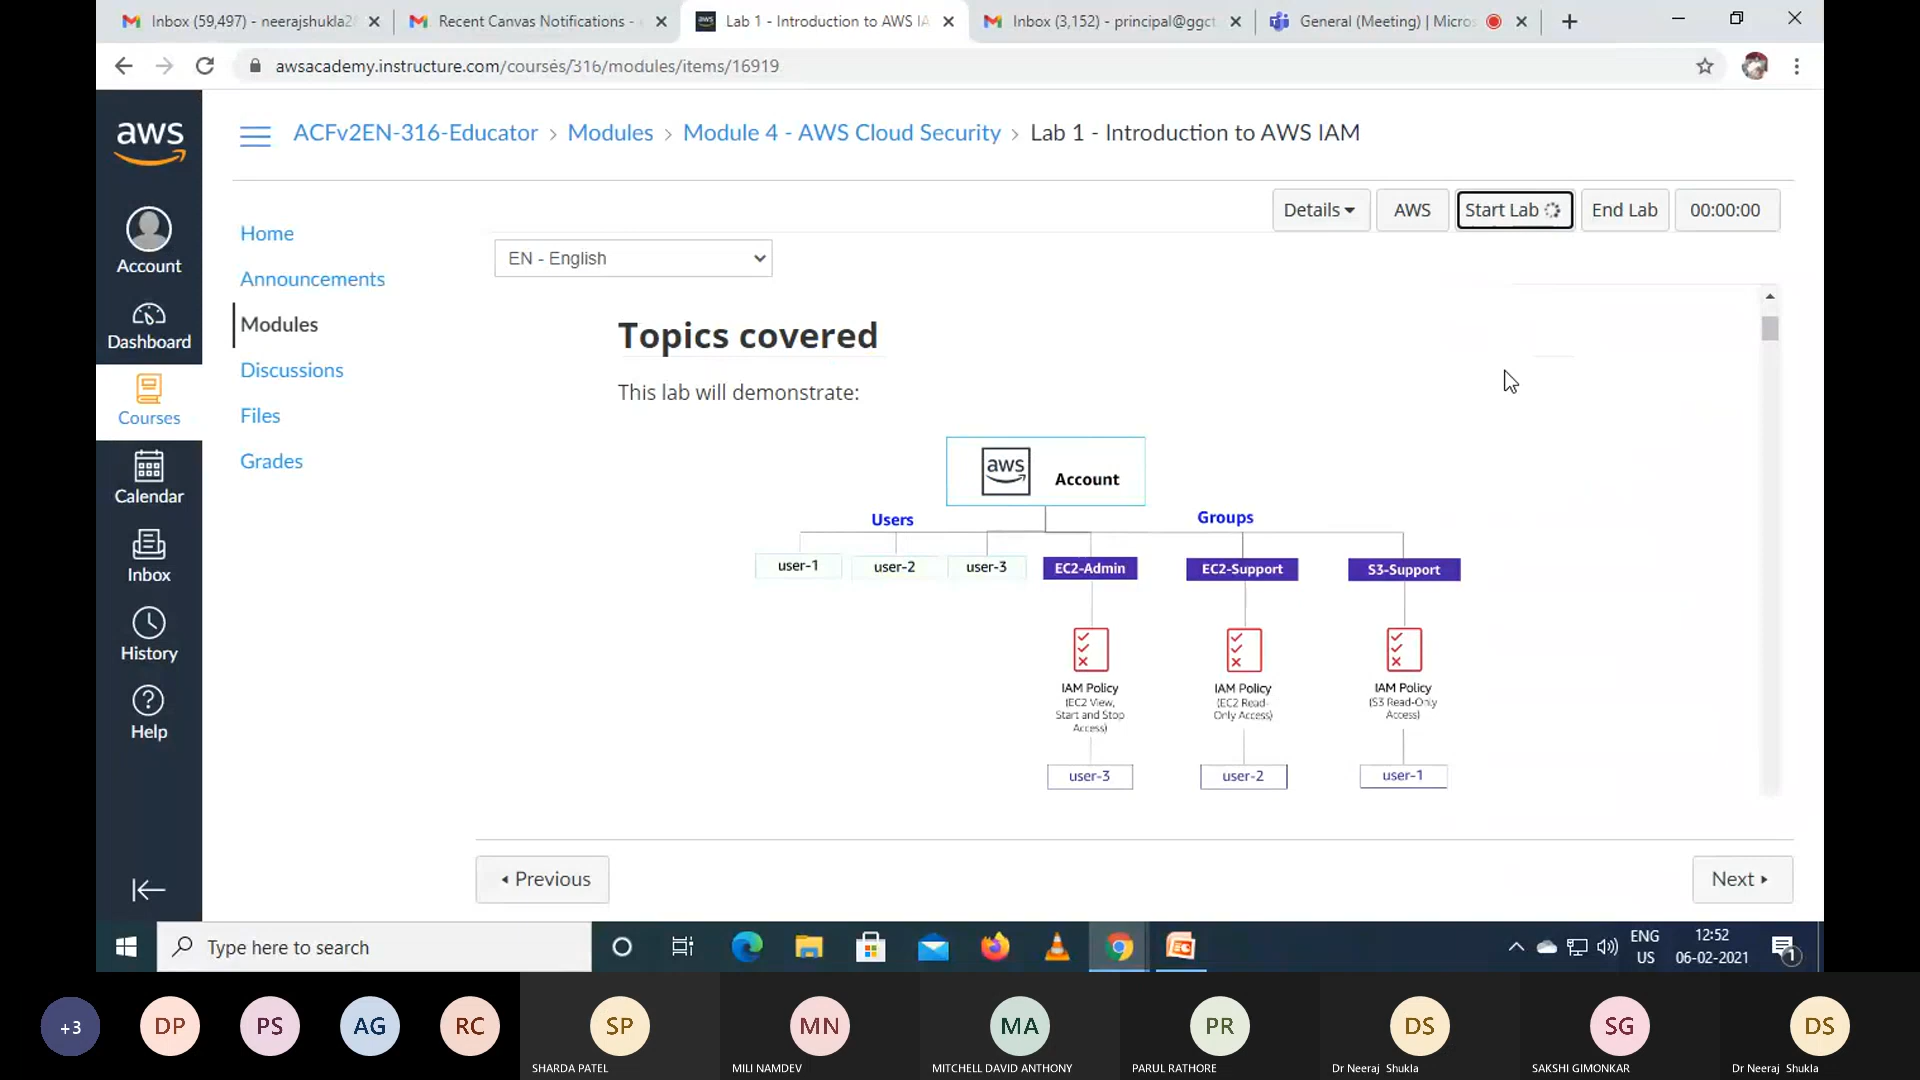 Inbox (59,497) - neerajshukla2
Recent Canvas Notifications -
Lab 1 - Introduction to AWS IA
Inbox (3,152) - principal@ggct
General (Meeting) | Micros
awsacademy.instructure.com/courses/316/modules/items/16919
aws
ACFv2EN-316-Educator > Modules > Module 4 - AWS Cloud Security > Lab 1 - Introduction to AWS IAM
Details
AWS
Start Lab
End Lab
00:00:00
Account
Dashboard
Courses
Calendar
Inbox
History
Help
Home
Announcements
Modules
Discussions
Files
Grades
EN - English
Topics covered
This lab will demonstrate:
aws
Account
Users
Groups
user-1
user-2
user-3
EC2-Admin
EC2-Support
S3-Support
IAM Policy
(EC2 View,
Start and Stop
Access)
IAM Policy
(EC2 Read-
Only Access)
IAM Policy
(S3 Read-Only
Access)
user-3
user-2
user-1
Previous
Next
Type here to search
ENG
US
12:52
06-02-2021
1
+3
DP
PS
AG
RC
SP
SHARDA PATEL
MN
MILI NAMDEV
MA
MITCHELL DAVID ANTHONY
PR
PARUL RATHORE
DS
Dr Neeraj Shukla
SG
SAKSHI GIMONKAR
DS
Dr Neeraj Shukla